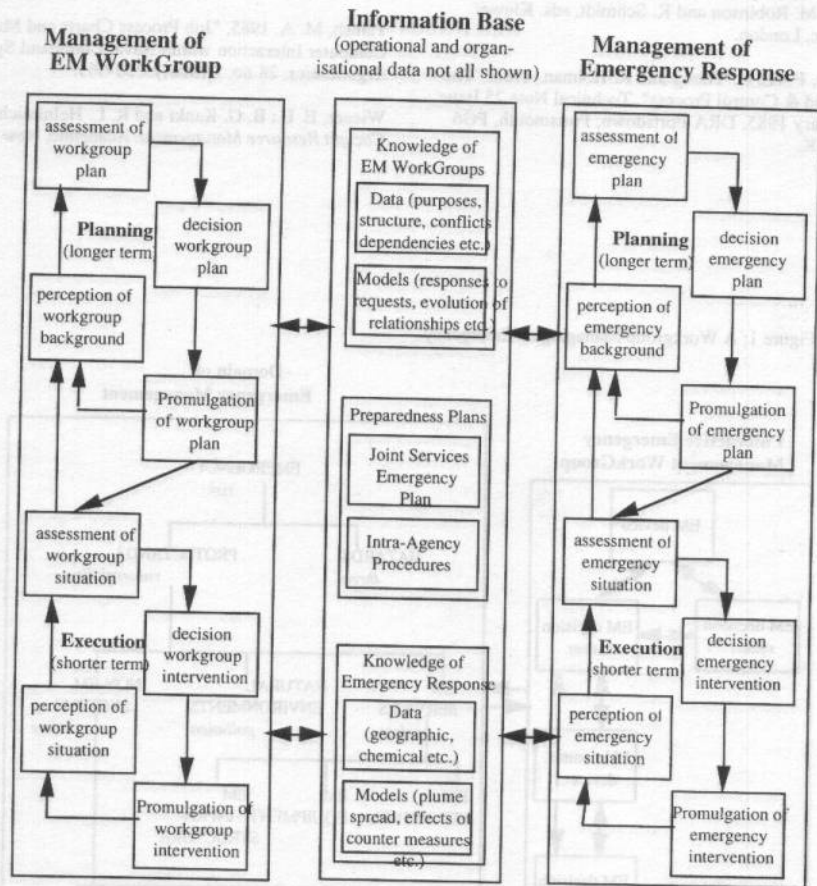 M. Robinson and K. Schmidt, eds. Kluwer
London.
Management of
EM WorkGroup
assessment of
workgroup
plan
Planning
(longer term)
decision
workgroup
plan
perception of
workgroup
background
Promulgation
of workgroup
plan
assessment of
workgroup
situation
Execution
(shorter term)
decision
workgroup
intervention
perception of
workgroup
situation
Promulgation of
workgroup
intervention
Information Base
(operational and organ-
isational data not all shown)
Knowledge of
EM WorkGroups
Data (purposes,
structure, conflicts
dependencies etc.)
Models (responses to
requests, evolution of
relationships etc.)
Preparedness Plans
Joint Services
Emergency
Plan
Intra-Agency
Procedures
Knowledge of
Emergency Response
Data
(geographic,
chemical etc.)
Models (plume
spread, effects of
counter measures
etc.)
Management of
Emergency Response
assessment of
emergency
plan
Planning
(longer term)
decision
emergency
plan
perception of
emergency
background
Promulgation
of emergency
plan
assessment of
emergency
situation
Execution
(shorter term)
decision
emergency
intervention
perception of
emergency
situation
Promulgation of
emergency
intervention